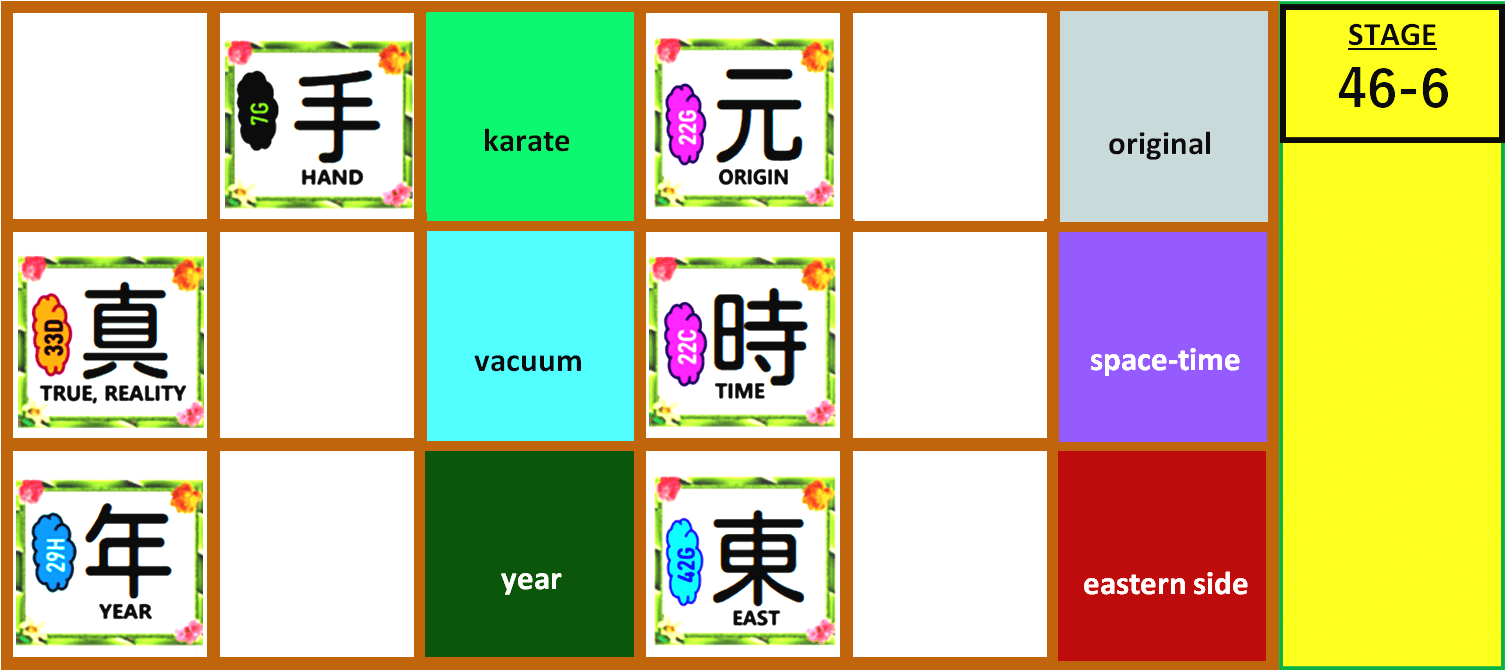 7G
手
HAND
karate
22G
元
ORIGIN
original
STAGE
46-6
33D
真
TRUE, REALITY
vacuum
22C
時
TIME
space-time
29H
年
YEAR
year
42G
東
EAST
eastern side